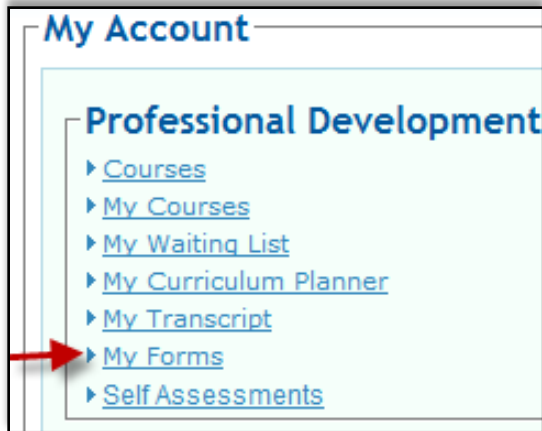 My Account
Professional Development
Courses
My Courses
My Waiting List
My Curriculum Planner
My Transcript
My Forms
Self Assessments